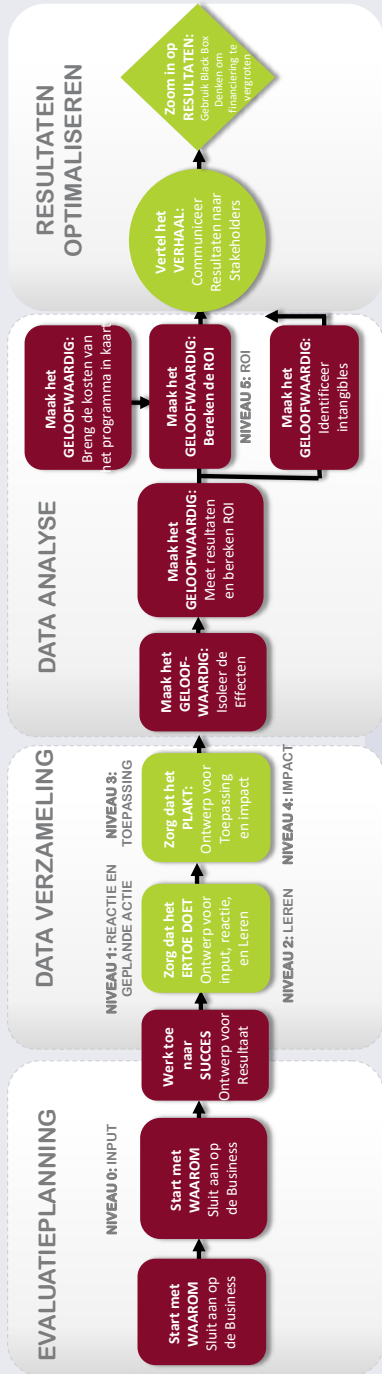 EVALUATIEPLANNING
NIVEAU 0: INPUT
Start met
WAAROM
Sluit aan op
de Business
Start met
WAAROM
Sluit aan op
de Business
Werk toe
naar
SUCCES
Ontwerp voor
Resultaat
DATA VERZAMELING
NIVEAU 1: REACTIE EN
GEPLANDE ACTIE
NIVEAU 3:
TOEPASSING
Zorg dat het
ERTOE DOET
Ontwerp voor
input, reactie,
en Leren
Zorg dat het
PLAKT:
Ontwerp voor
Toepassing
en impact
NIVEAU 2: LEREN
NIVEAU 4: IMPACT
DATA ANALYSE
Maak het
GELOOF-
WAARDIG:
Isoleer de
Effecten
Maak het
GELOOFWAARDIG:
Meet resultaten
en bereken ROI
Maak het
GELOOFWAARDIG:
Breng de kosten van
het programma in kaart
Maak het
GELOOFWAARDIG:
Bereken de ROI
NIVEAU 5: ROI
Maak het
GELOOFWAARDIG:
Identificeer
intangibles
RESULTATEN
OPTIMALISEREN
Vertel het
VERHAAL:
Communiceer
Resultaten naar
Stakeholders
Zoom in op
RESULTATEN:
Gebruik Black Box
Denken om
financiering te
vergroten